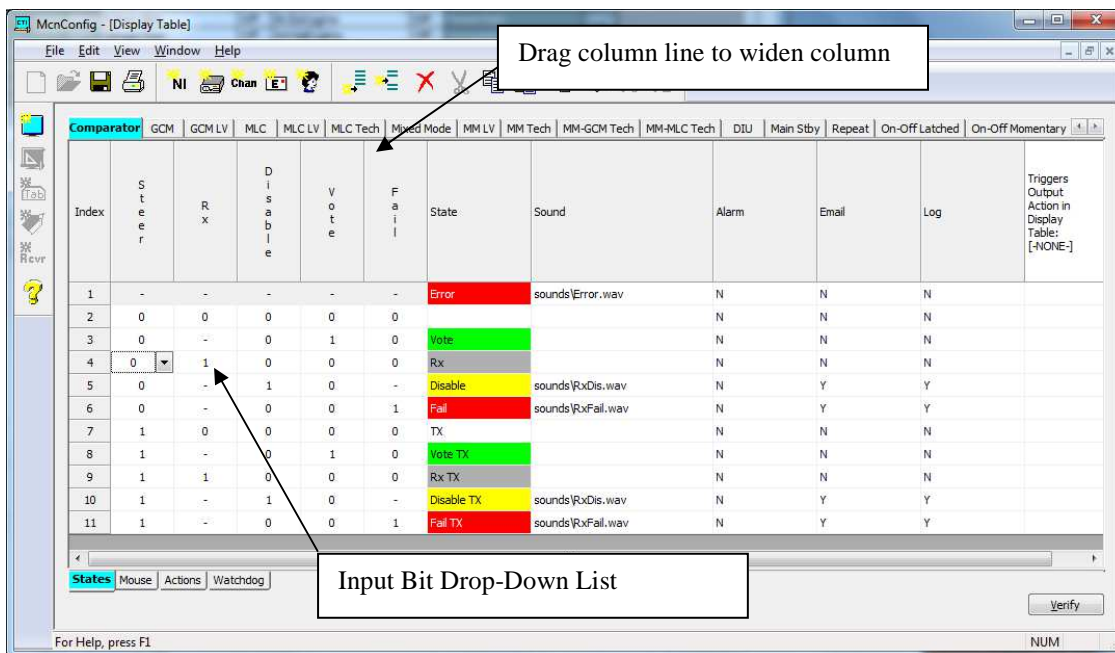 McnConfig - [Display Table]
File Edit View Window Help
Drag column line to widen column
NI Chan E
Comparator GCM GCM LV MLC MLC LV MLC Tech Mixed Mode MM LV MM Tech MM-GCM Tech MM-MLC Tech DIU Main Stby Repeat On-Off Latched On-Off Momentary
Tab
Rcvr
Index Steer Rx Disable Vote Fail State Sound Alarm Email Log Triggers Output Action in Display Table: [-NONE-]
1 - - - - - Error sounds\Error.wav N N N
2 0 0 0 0 0 N N N
3 0 - 0 1 0 Vote N N N
4 0 1 0 0 0 Rx N N N
5 0 - 1 0 - Disable sounds\RxDis.wav N Y Y
6 0 - 0 0 1 Fail sounds\RxFail.wav N Y Y
7 1 0 0 0 0 TX N N N
8 1 - 0 1 0 Vote TX N N N
9 1 1 0 0 0 Rx TX N N N
10 1 - 1 0 - Disable TX sounds\RxDis.wav N Y Y
11 1 - 0 0 1 Fail TX sounds\RxFail.wav N Y Y
Input Bit Drop-Down List
States Mouse Actions Watchdog
Verify
For Help, press F1 NUM